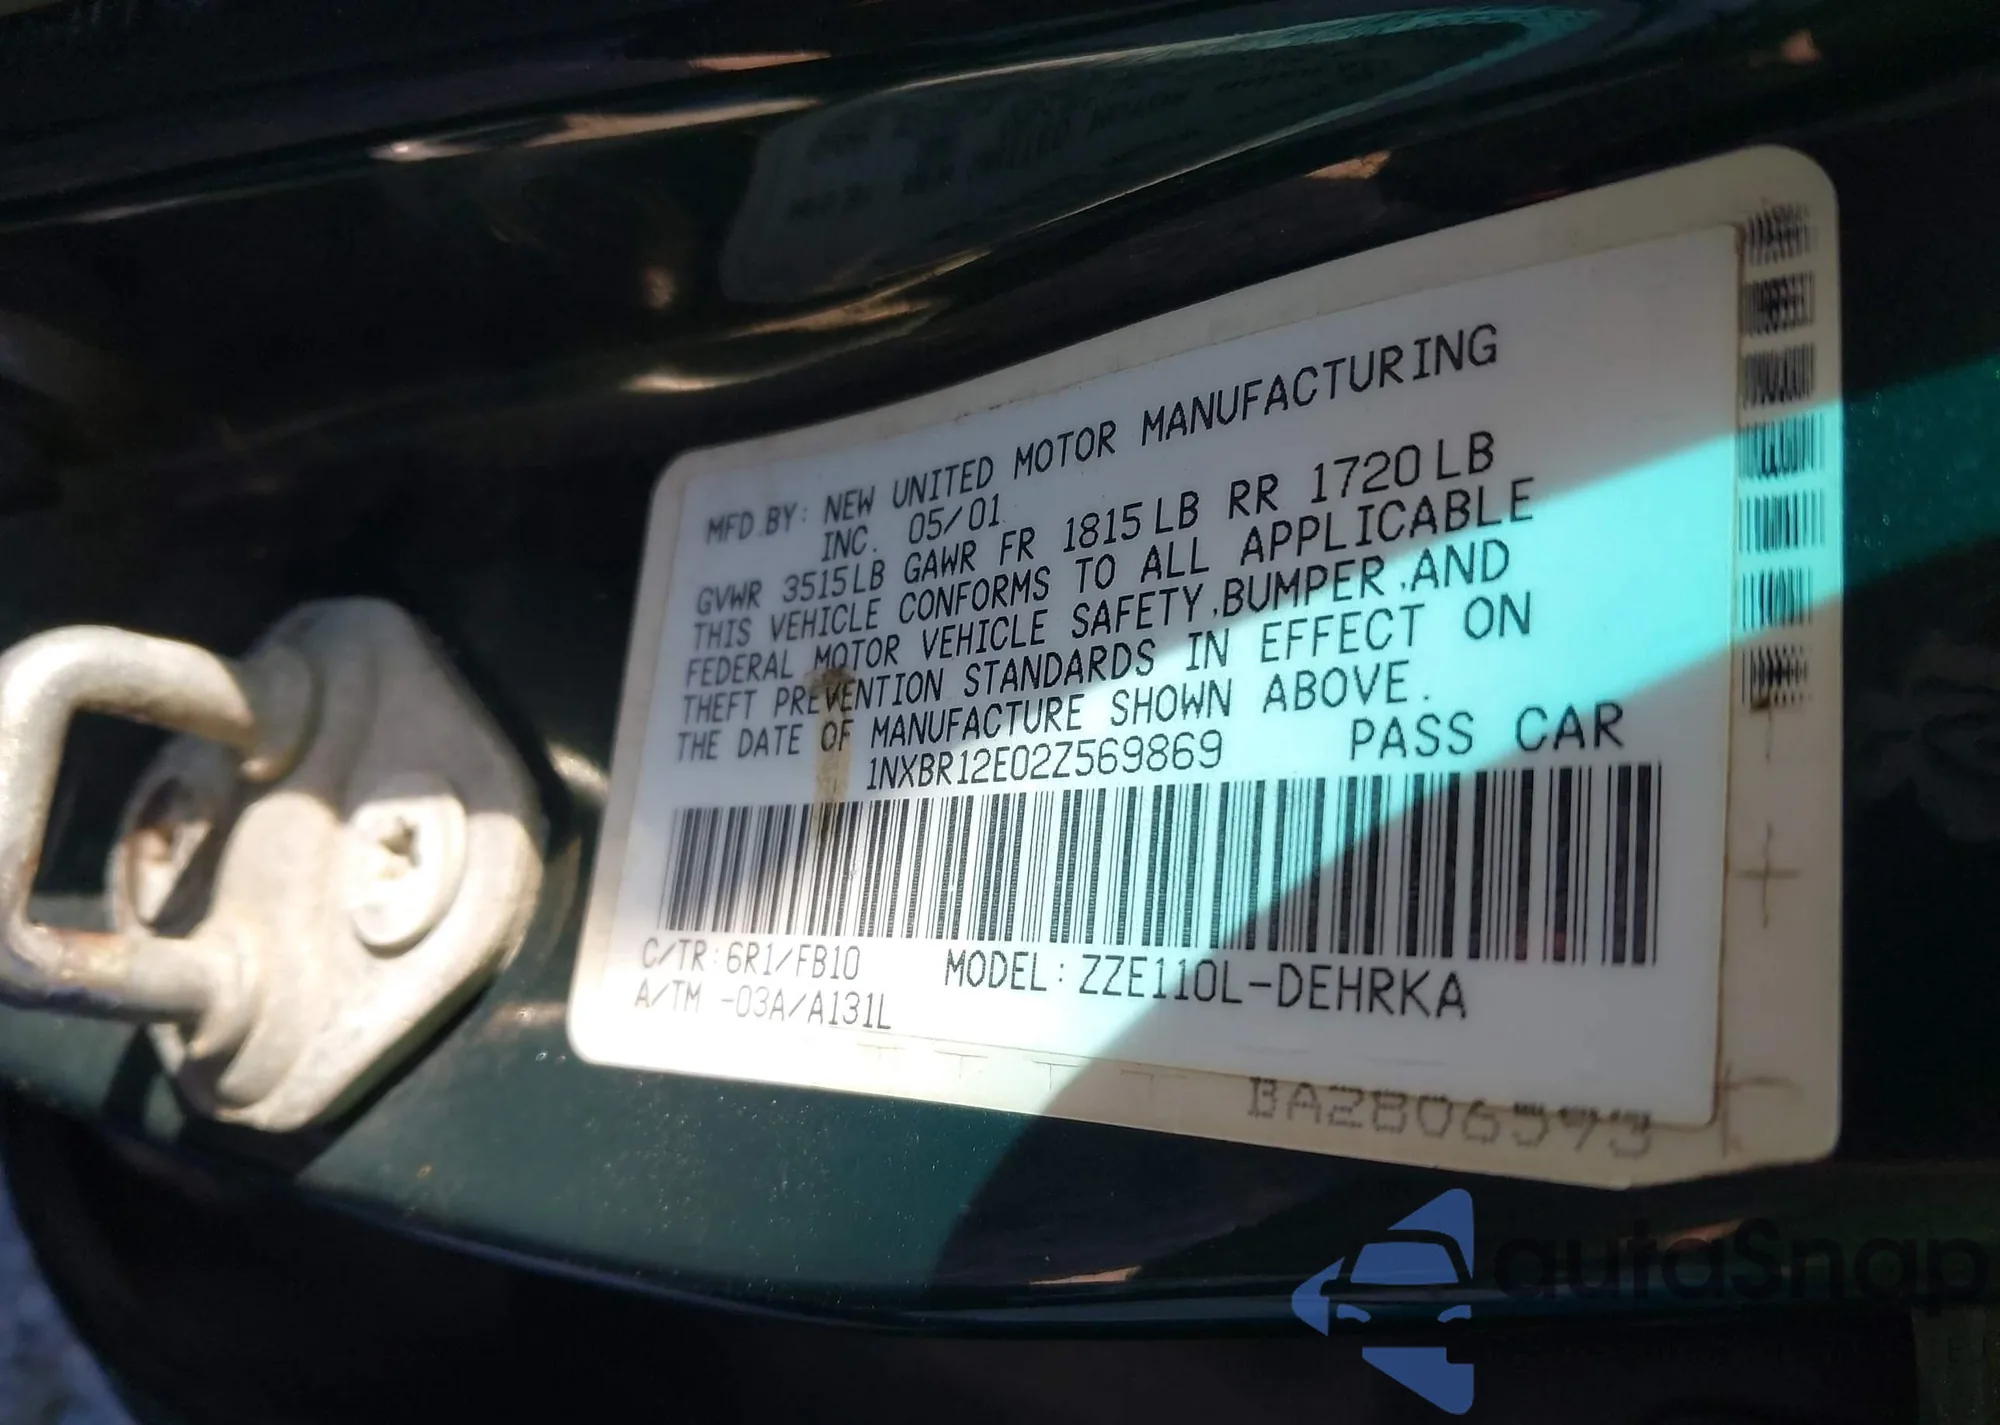 MFD.BY: NEW UNITED MOTOR MANUFACTURING
INC. 05/01
GVWR 3515LB GAWR FR 1815LB RR 1720LB
THIS VEHICLE CONFORMS TO ALL APPLICABLE
FEDERAL MOTOR VEHICLE SAFETY,BUMPER,AND
THEFT PREVENTION STANDARDS IN EFFECT ON
THE DATE OF MANUFACTURE SHOWN ABOVE.
1NXBR12E02Z569869 PASS CAR
C/TR:6R1/FB10 MODEL:ZZE110L-DEHRKA
A/TM -03A/A131L
autaSnap